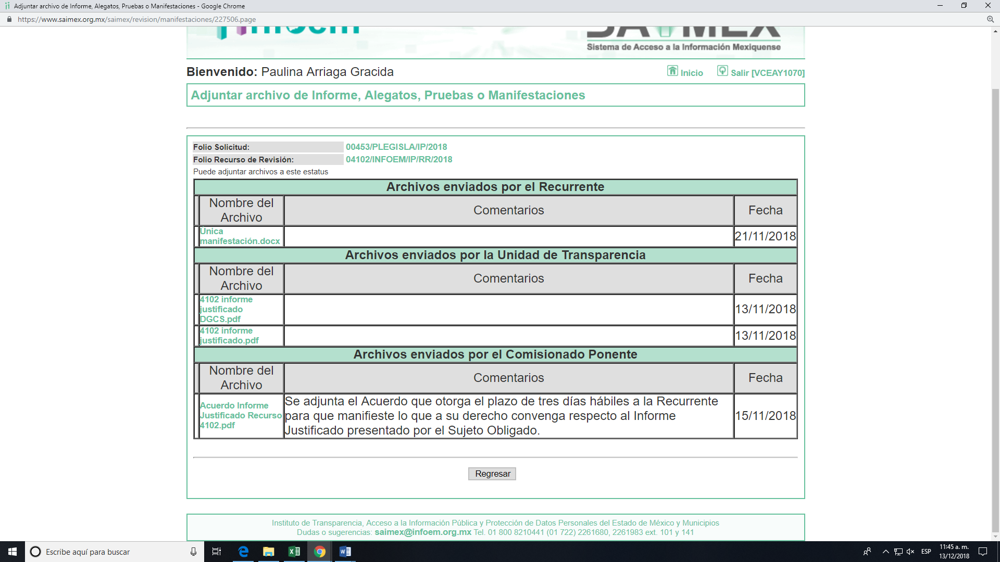 Adjuntar archivo de Informe, Alegatos, Pruebas o Manifestaciones - Google Chrome
https://www.saimex.org.mx/saimex/revision/manifestaciones/227506.page
infoem
SAIMEX
Sistema de Acceso a la Información Mexiquense
Bienvenido: Paulina Arriaga Gracida
Inicio
Salir [VCEAY1070]
Adjuntar archivo de Informe, Alegatos, Pruebas o Manifestaciones
Folio Solicitud: 00453/PLEGISLA/IP/2018
Folio Recurso de Revisión: 04102/INFOEM/IP/RR/2018
Puede adjuntar archivos a este estatus
Archivos enviados por el Recurrente
Nombre del
Archivo
Comentarios
Fecha
Única
manifestación.docx
21/11/2018
Archivos enviados por la Unidad de Transparencia
Nombre del
Archivo
Comentarios
Fecha
4102 informe
justificado
DGCS.pdf
13/11/2018
4102 informe
justificado.pdf
13/11/2018
Archivos enviados por el Comisionado Ponente
Nombre del
Archivo
Comentarios
Fecha
Acuerdo Informe
Justificado Recurso
4102.pdf
Se adjunta el Acuerdo que otorga el plazo de tres días hábiles a la Recurrente
para que manifieste lo que a su derecho convenga respecto al Informe
Justificado presentado por el Sujeto Obligado.
15/11/2018
Regresar
Instituto de Transparencia, Acceso a la Información Pública y Protección de Datos Personales del Estado de México y Municipios
Dudas o sugerencias: saimex@infoem.org.mx Tel. 01 800 8210441 (01 722) 2261680, 2261983 ext. 101 y 141
Escribe aquí para buscar
ESP
11:45 a. m.
13/12/2018